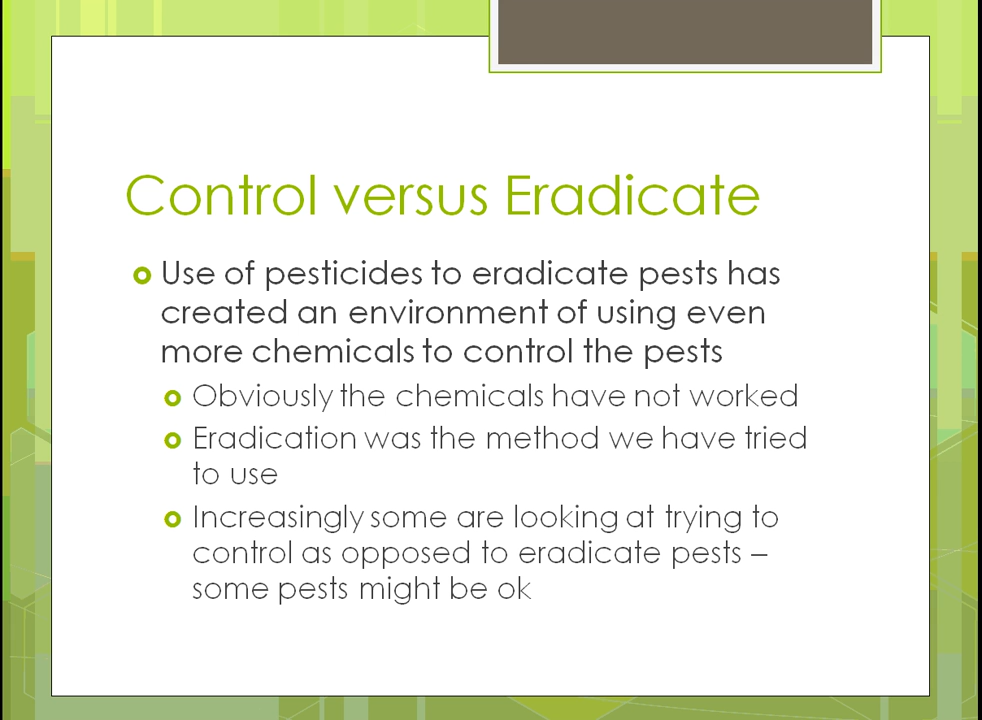 Control versus Eradicate
Use of pesticides to eradicate pests has
created an environment of using even
more chemicals to control the pests
Obviously the chemicals have not worked
Eradication was the method we have tried
to use
Increasingly some are looking at trying to
control as opposed to eradicate pests –
some pests might be ok